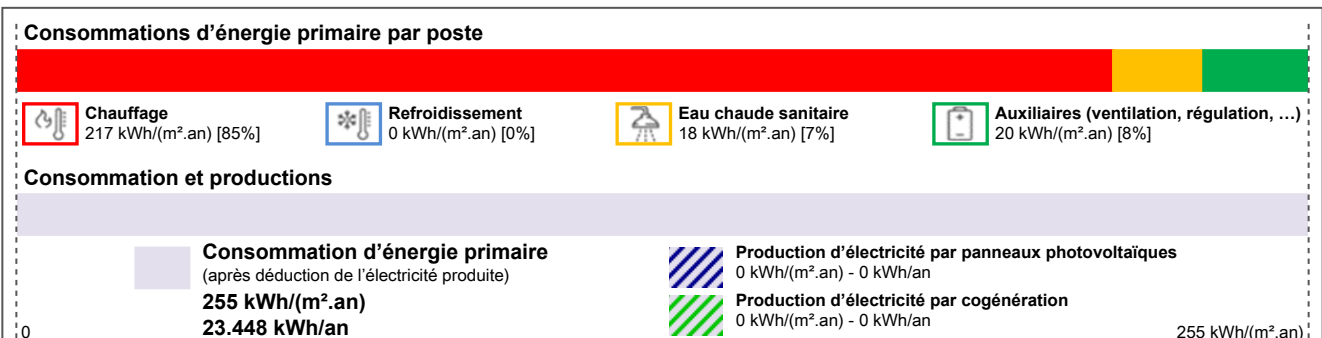 Consommations d'énergie primaire par poste
Chauffage
217 kWh/(m².an) [85%]
Refroidissement
0 kWh/(m².an) [0%]
Eau chaude sanitaire
18 kWh/(m².an) [7%]
Auxiliaires (ventilation, régulation, …)
20 kWh/(m².an) [8%]
Consommation et productions
Consommation d'énergie primaire
(après déduction de l'électricité produite)
255 kWh/(m².an)
23.448 kWh/an
Production d'électricité par panneaux photovoltaïques
0 kWh/(m².an) - 0 kWh/an
Production d'électricité par cogénération
0 kWh/(m².an) - 0 kWh/an
0
255 kWh/(m².an)